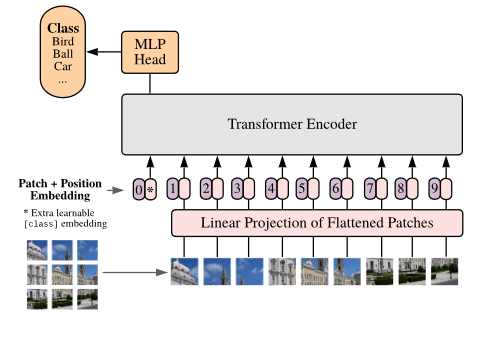 Class
Bird
Ball
Car
...
MLP
Head
Transformer Encoder
Patch + Position
Embedding
0 * 1 2 3 4 5 6 7 8 9
* Extra learnable
[class] embedding
Linear Projection of Flattened Patches